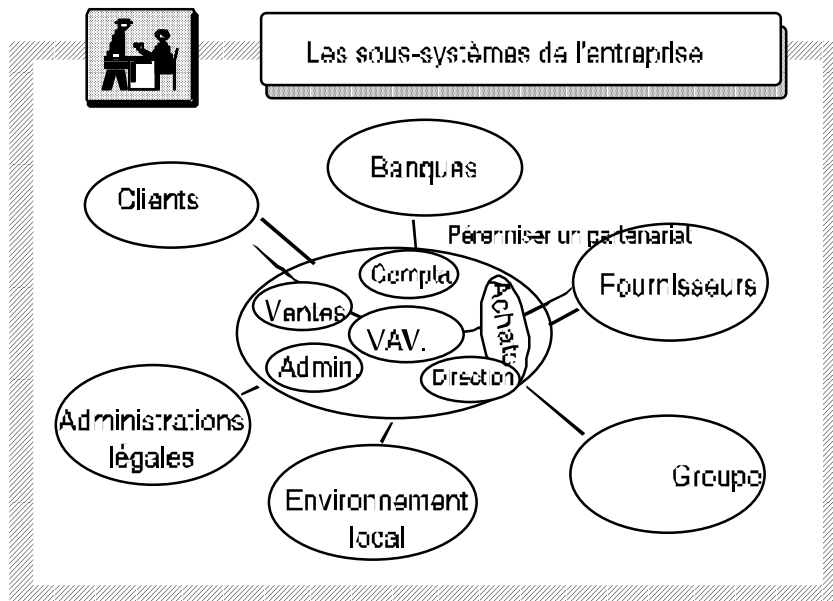 Les sous-systèmes de l'entreprise
Banques
Clients
Pérenniser un partenariat
Compta
Fournisseurs
Achats
Ventes
VAV.
Admin.
Direction
Administrations
légales
Groupe
Environnement
local